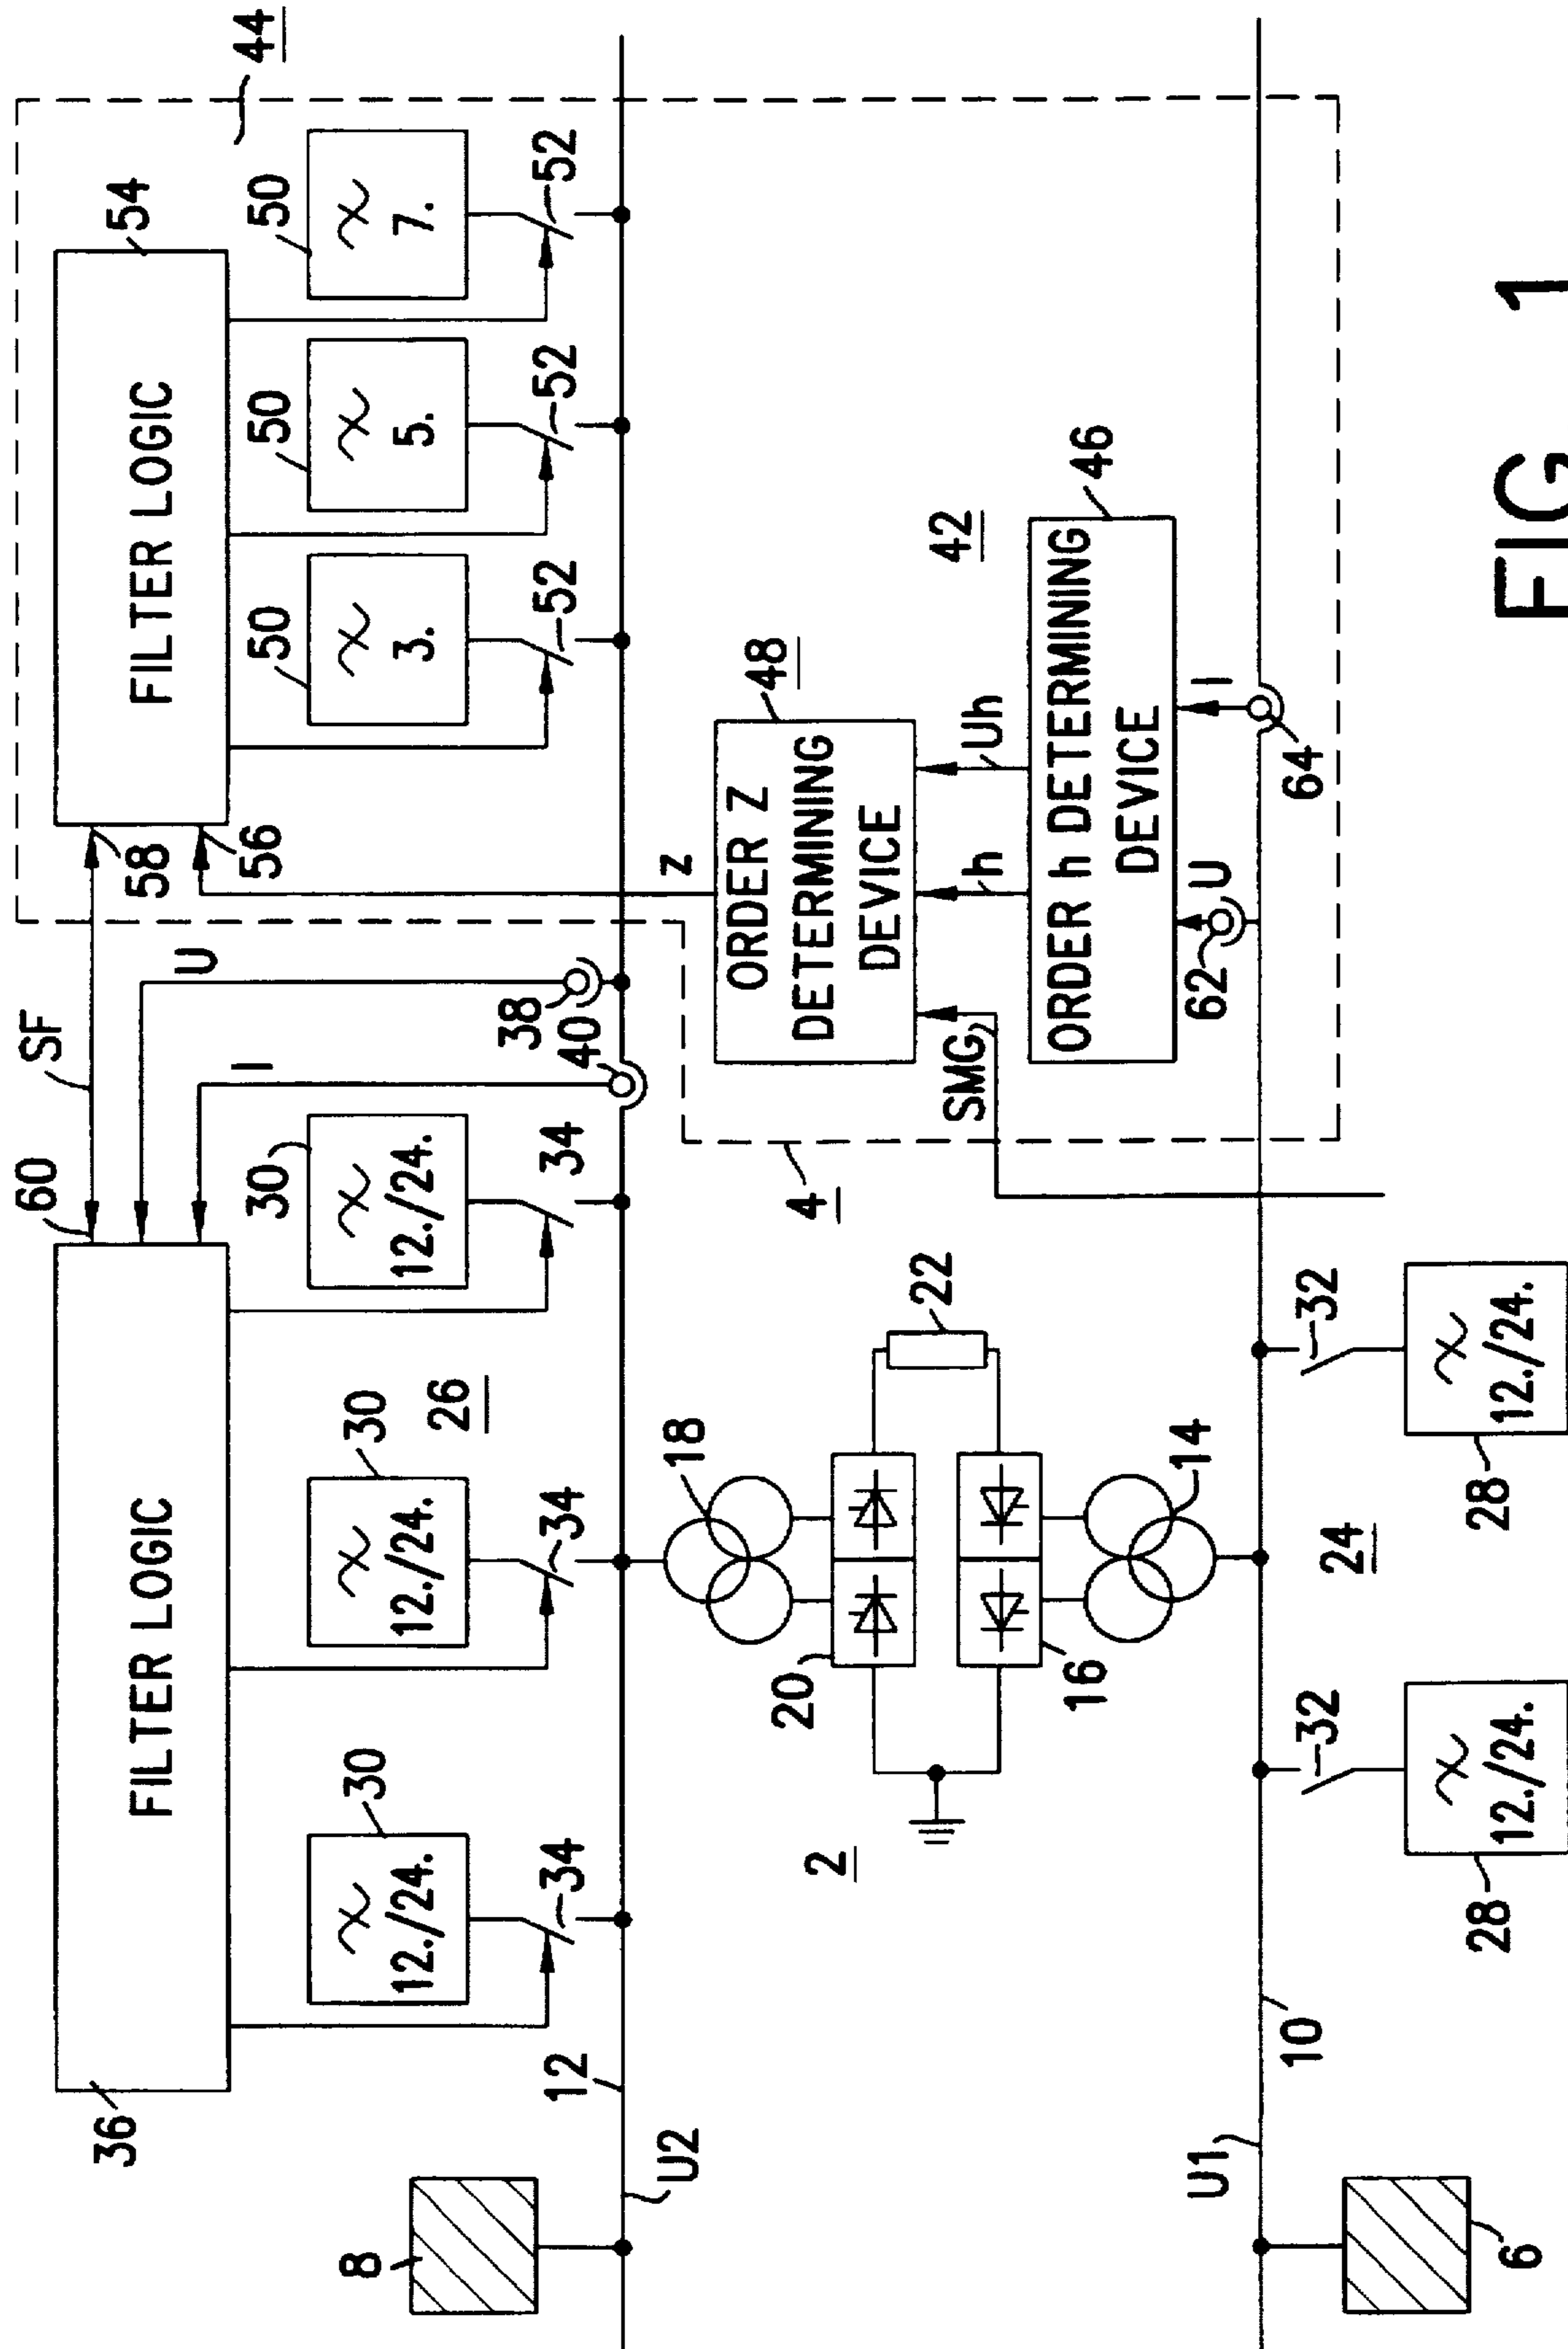 44
54
FILTER LOGIC
58
56
50
7.
52
50
5.
52
50
3.
52
SF
U
I
38
40
60
36
FILTER LOGIC
30
12./24.
34
30
12./24.
34
30
12./24.
34
26
12
U2
8
z
48
ORDER Z
DETERMINING
DEVICE
42
h
Uh
SMG
46
ORDER h DETERMINING
DEVICE
U
62
I
64
4
18
20
22
16
14
2
24
32
12./24.
28
32
12./24.
28
10
U1
6
FIG 1